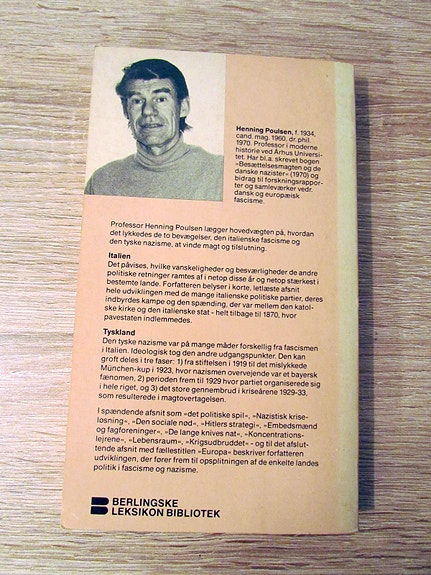 Henning Poulsen, f. 1934,
cand. mag. 1960, dr. phil.
1970. Professor i moderne
historie ved Århus Universi-
tet. Har bl.a. skrevet bogen
»Besættelsesmagten og de
danske nazister« (1970) og
bidrag til forskningsrappor-
ter og samleværker vedr.
dansk og europæisk
fascisme.
Professor Henning Poulsen lægger hovedvægten på, hvordan
det lykkedes de to bevægelser, den italienske fascisme og
den tyske nazisme, at vinde magt og tilslutning.
Italien
Det påvises, hvilke vanskeligheder og besværligheder de andre
politiske retninger ramtes af i netop disse år og netop stærkest i
bestemte lande. Forfatteren belyser i korte, letlæste afsnit
hele udviklingen med de mange italienske politiske partier, deres
indbyrdes kampe og den spænding, der var mellem den katol-
ske kirke og den italienske stat - helt tilbage til 1870, hvor
pavestaten indlemmedes.
Tyskland
Den tyske nazisme var på mange måder forskellig fra fascismen
i Italien. Ideologisk tog den andre udgangspunkter. Den kan
groft deles i tre faser: 1) fra stiftelsen i 1919 til det mislykkede
München-kup i 1923, hvor nazismen overvejende var et bayersk
fænomen, 2) perioden frem til 1929 hvor partiet organiserede sig
i hele riget, og 3) det store gennembrud i kriseårene 1929-33,
som resulterede i magtovertagelsen.
I spændende afsnit som »det politiske spil«, »Nazistisk krise-
løsning«, »Den sociale nød«, »Hitlers strategi«, »Embedsmænd
og fagforeninger«, »De lange knives nat«, »Koncentrations-
lejrene«, »Lebensraum«, »Krigsudbruddet« - og til det afslut-
tende afsnit med fællestitlen »Europa« beskriver forfatteren
udviklingen, der fører frem til opsplitningen af de enkelte landes
politik i fascisme og nazisme.
BERLINGSKE
LEKSIKON BIBLIOTEK